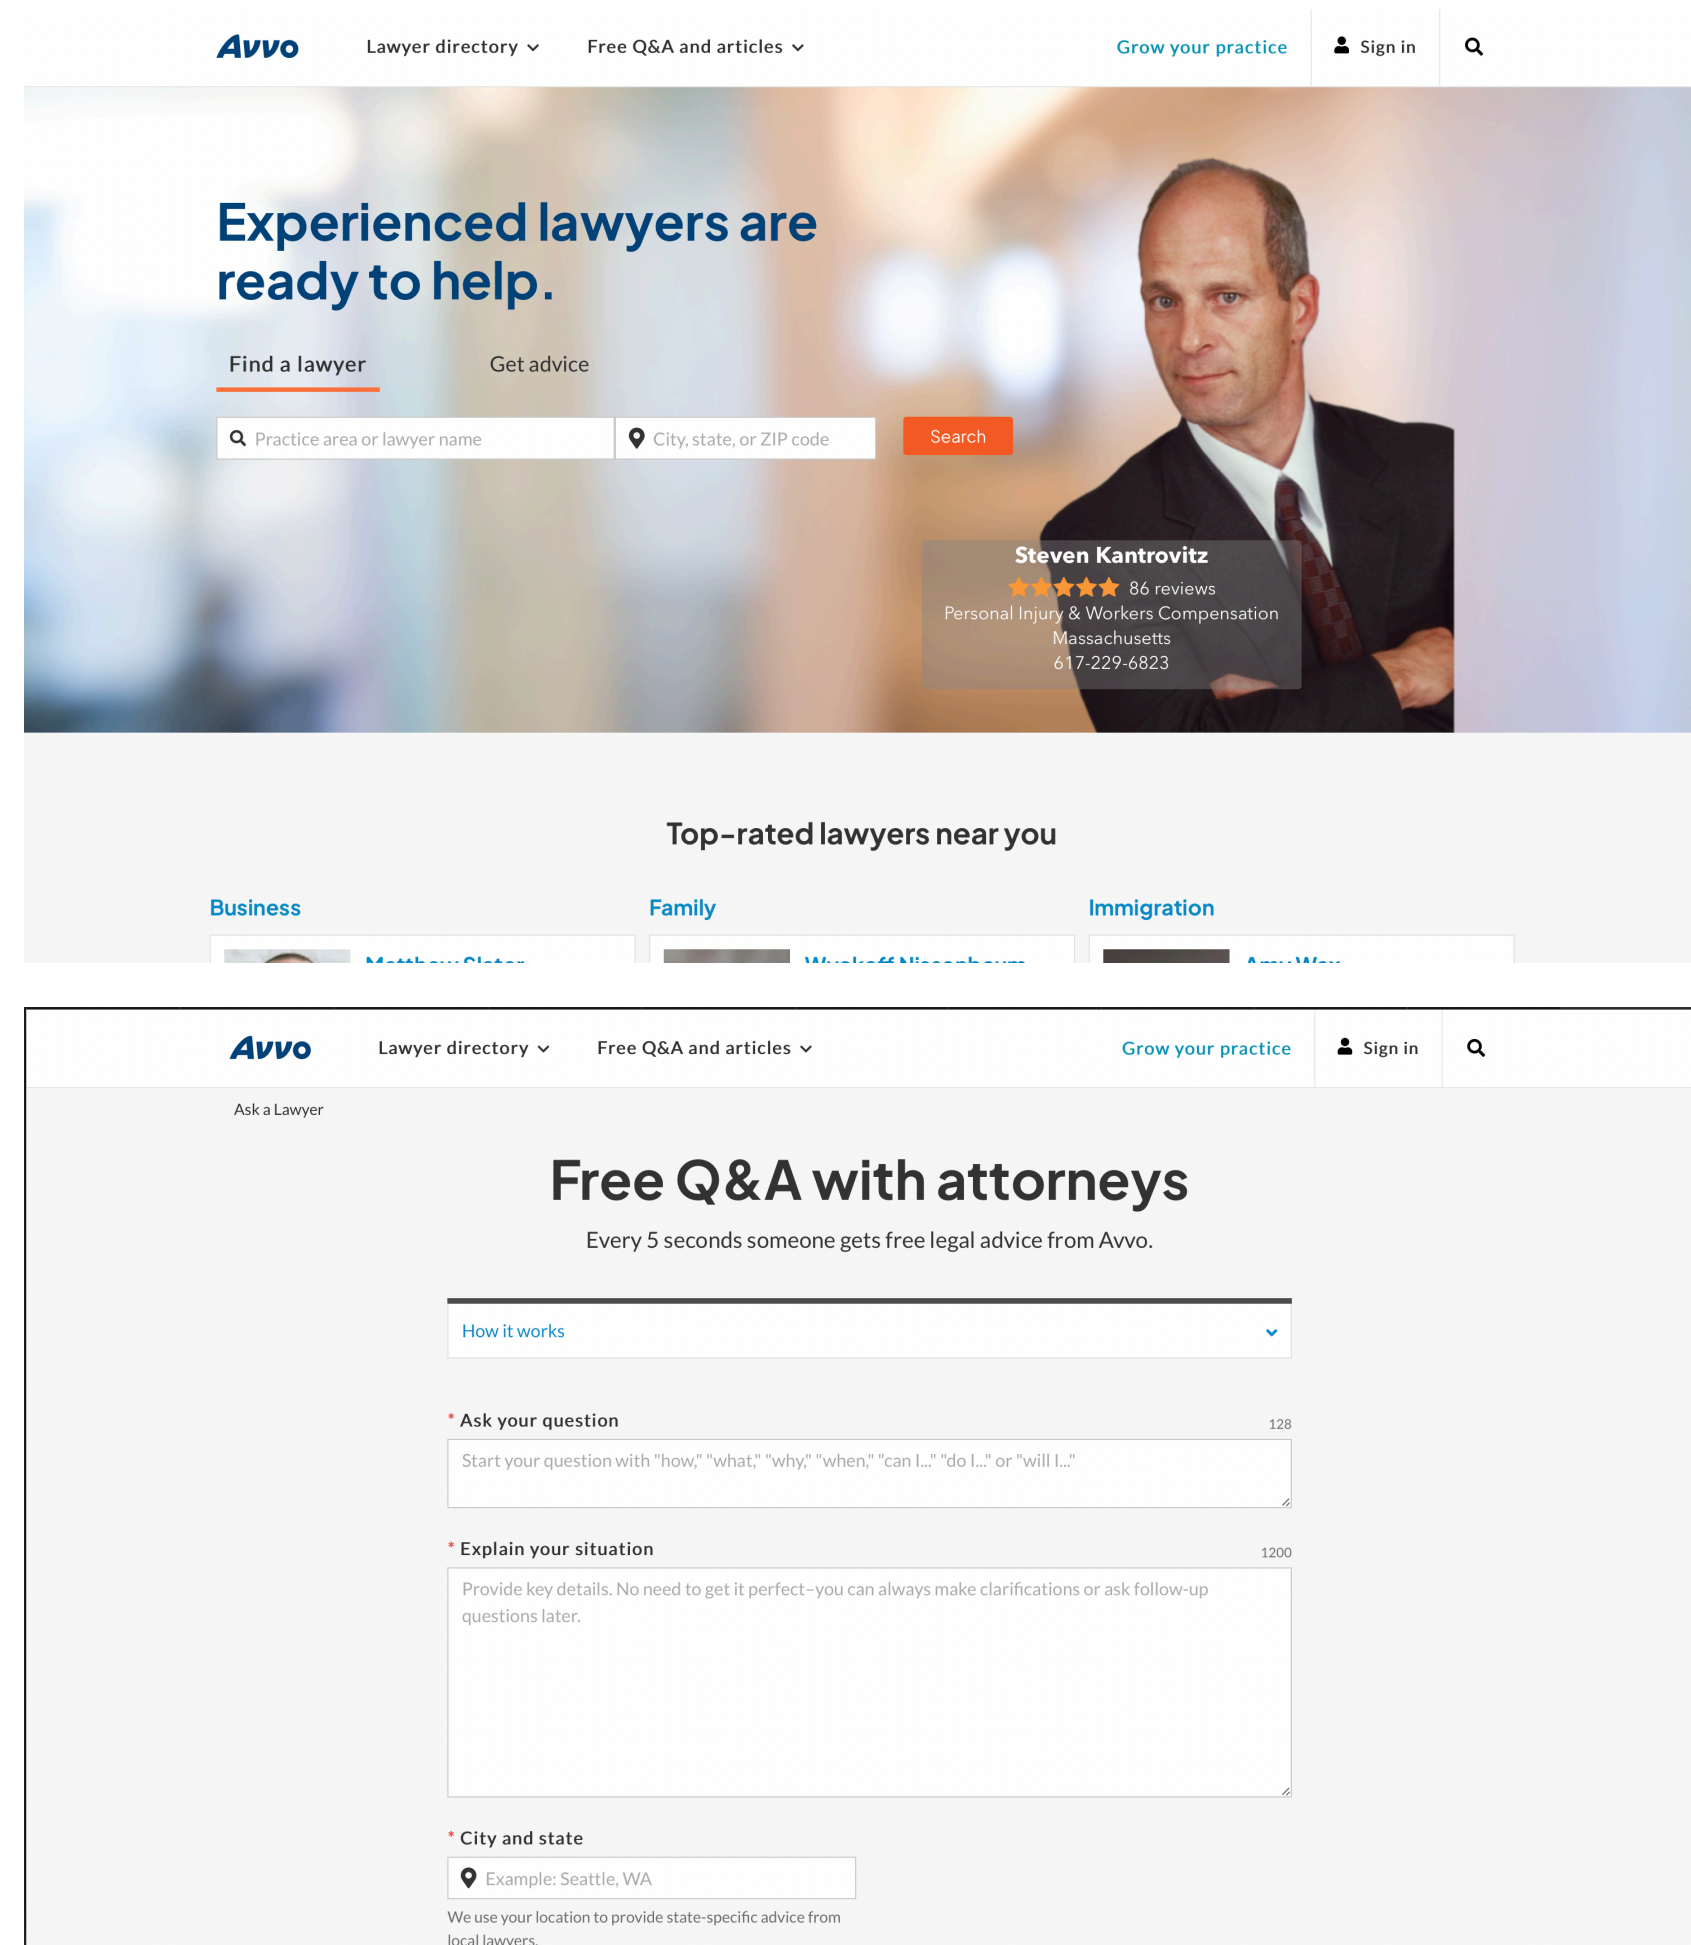 Avvo
Lawyer directory
Free Q&A and articles
Grow your practice
Sign in
Experienced lawyers are
ready to help.
Find a lawyer
Get advice
Practice area or lawyer name
City, state, or ZIP code
Search
Steven Kantrovitz
86 reviews
Personal Injury & Workers Compensation
Massachusetts
617-229-6823
Top-rated lawyers near you
Business
Family
Immigration
Matthew Slater
Wyckoff Nissenbaum
Amy Wax
Avvo
Lawyer directory
Free Q&A and articles
Grow your practice
Sign in
Ask a Lawyer
Free Q&A with attorneys
Every 5 seconds someone gets free legal advice from Avvo.
How it works
* Ask your question
128
Start your question with "how," "what," "why," "when," "can I..." "do I..." or "will I..."
* Explain your situation
1200
Provide key details. No need to get it perfect–you can always make clarifications or ask follow-up
questions later.
* City and state
Example: Seattle, WA
We use your location to provide state-specific advice from
local lawyers.